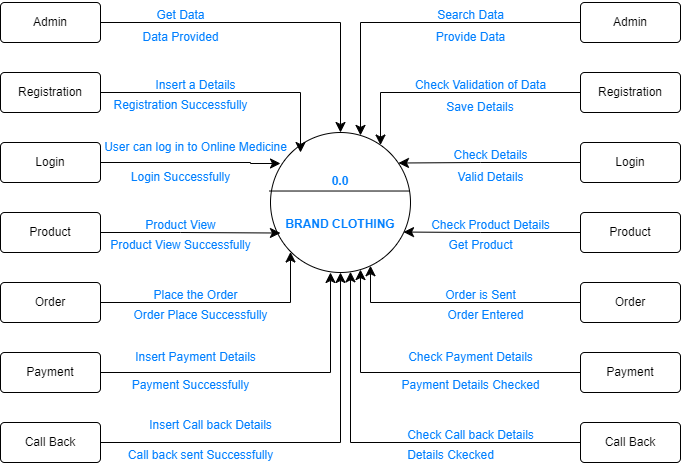 Admin
Get Data
Data Provided
Search Data
Provide Data
Admin
Registration
Insert a Details
Registration Successfully
Check Validation of Data
Save Details
Registration
Login
User can log in to Online Medicine
Login Successfully
Check Details
Valid Details
Login
0.0
BRAND CLOTHING
Product
Product View
Product View Successfully
Check Product Details
Get Product
Product
Order
Place the Order
Order Place Successfully
Order is Sent
Order Entered
Order
Payment
Insert Payment Details
Payment Successfully
Check Payment Details
Payment Details Checked
Payment
Call Back
Insert Call back Details
Call back sent Successfully
Check Call back Details
Details Checked
Call Back